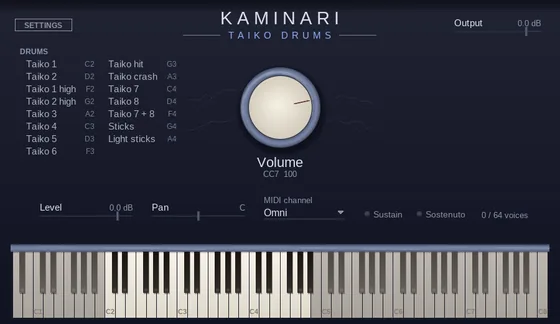 KAMINARI
TAIKO DRUMS
SETTINGS
Output 0.0 dB
DRUMS
Taiko 1 C2
Taiko 2 D2
Taiko 1 high F2
Taiko 2 high G2
Taiko 3 A2
Taiko 4 C3
Taiko 5 D3
Taiko 6 F3
Taiko hit G3
Taiko crash A3
Taiko 7 C4
Taiko 8 D4
Taiko 7 + 8 F4
Sticks G4
Light sticks A4
Volume
CC7 100
Level 0.0 dB
Pan C
MIDI channel
Omni
Sustain
Sostenuto
0 / 64 voices
C1 C2 C3 C4 C5 C6 C7 C8